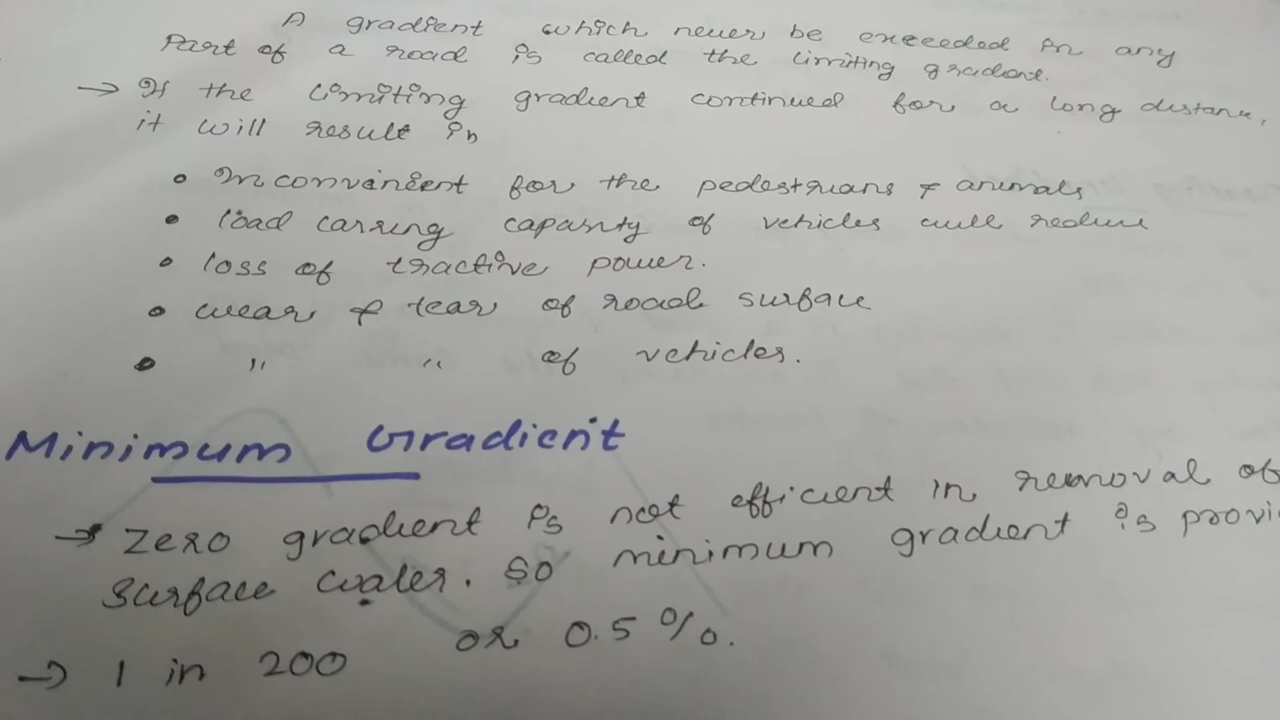 A gradient which never be exceeded in any
Part of a road is called the limiting gradient.
→ If the limiting gradient continued for a long distance,
it will result in
• Inconvinient for the pedestrians & animals
• load carring capasity of vehicles will reduce
• loss of tractive power.
• wear & tear of road surface
• " " of vehicles.
Minimum Gradient
→ Zero gradient is not efficient in removal of
surface water. so minimum gradient is provi
→ 1 in 200 or 0.5 %.